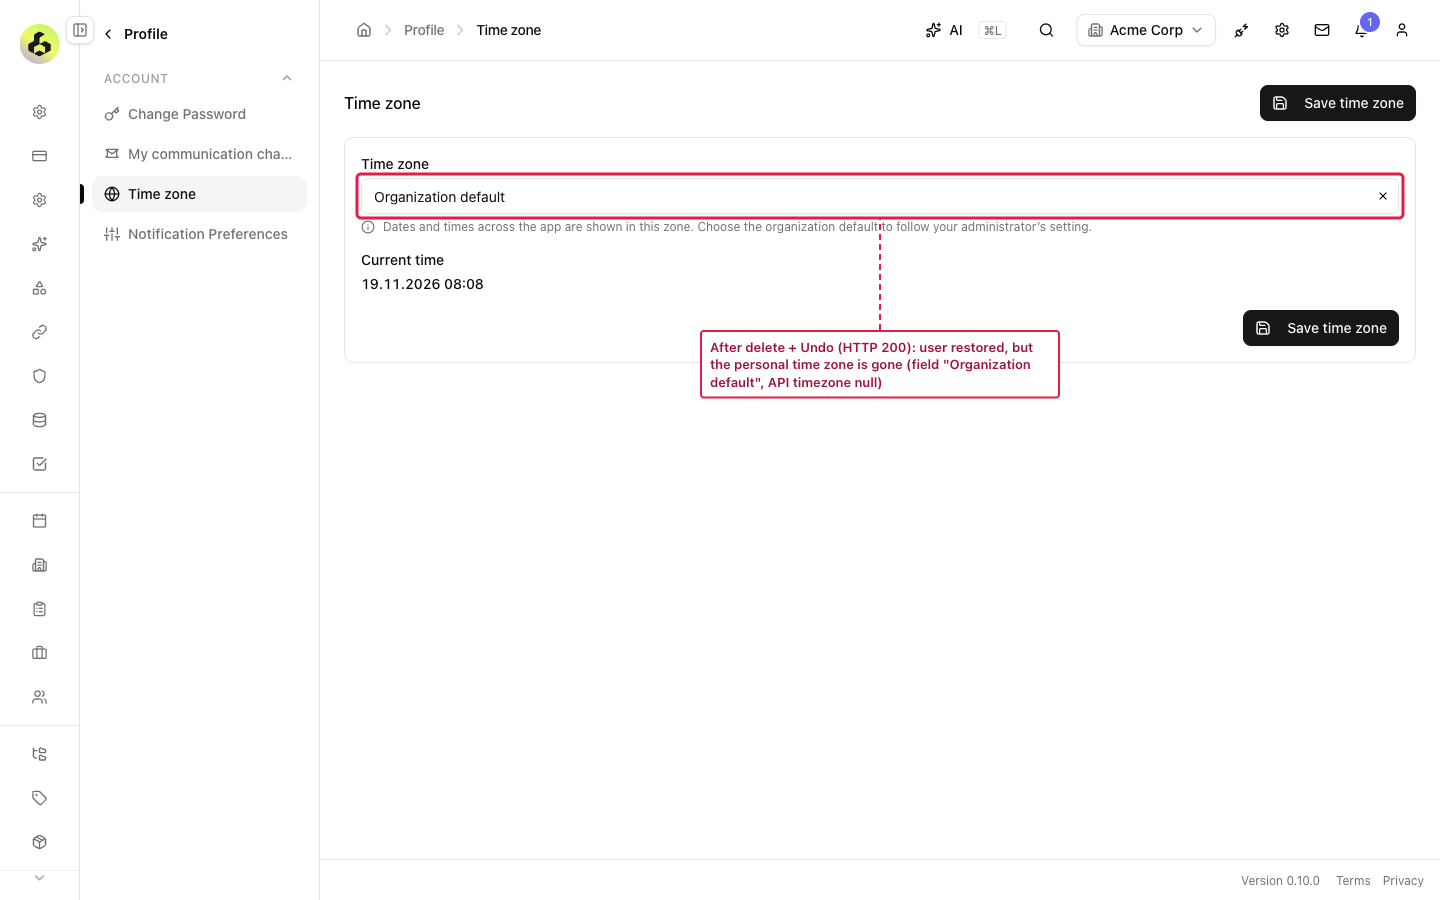 Profile
ACCOUNT
Change Password
My communication cha...
Time zone
Notification Preferences
Profile
Time zone
AI
⌘L
Acme Corp
1
Time zone
Save time zone
Time zone
Organization default
Dates and times across the app are shown in this zone. Choose the organization default to follow your administrator's setting.
Current time
19.11.2026 08:08
Save time zone
After delete + Undo (HTTP 200): user restored, but
the personal time zone is gone (field "Organization
default", API timezone null)
Version 0.10.0
Terms
Privacy